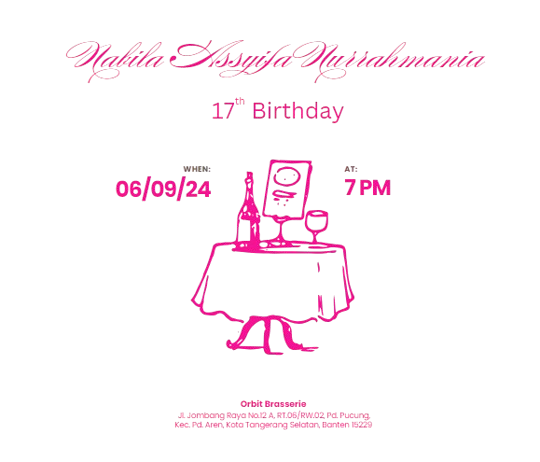 Nabila Assyifa Nurrahmania
17th Birthday
WHEN:
06/09/24
AT:
7 PM
Orbit Brasserie
Jl. Jombang Raya No.12 A, RT.06/RW.02, Pd. Pucung,
Kec. Pd. Aren, Kota Tangerang Selatan, Banten 15229